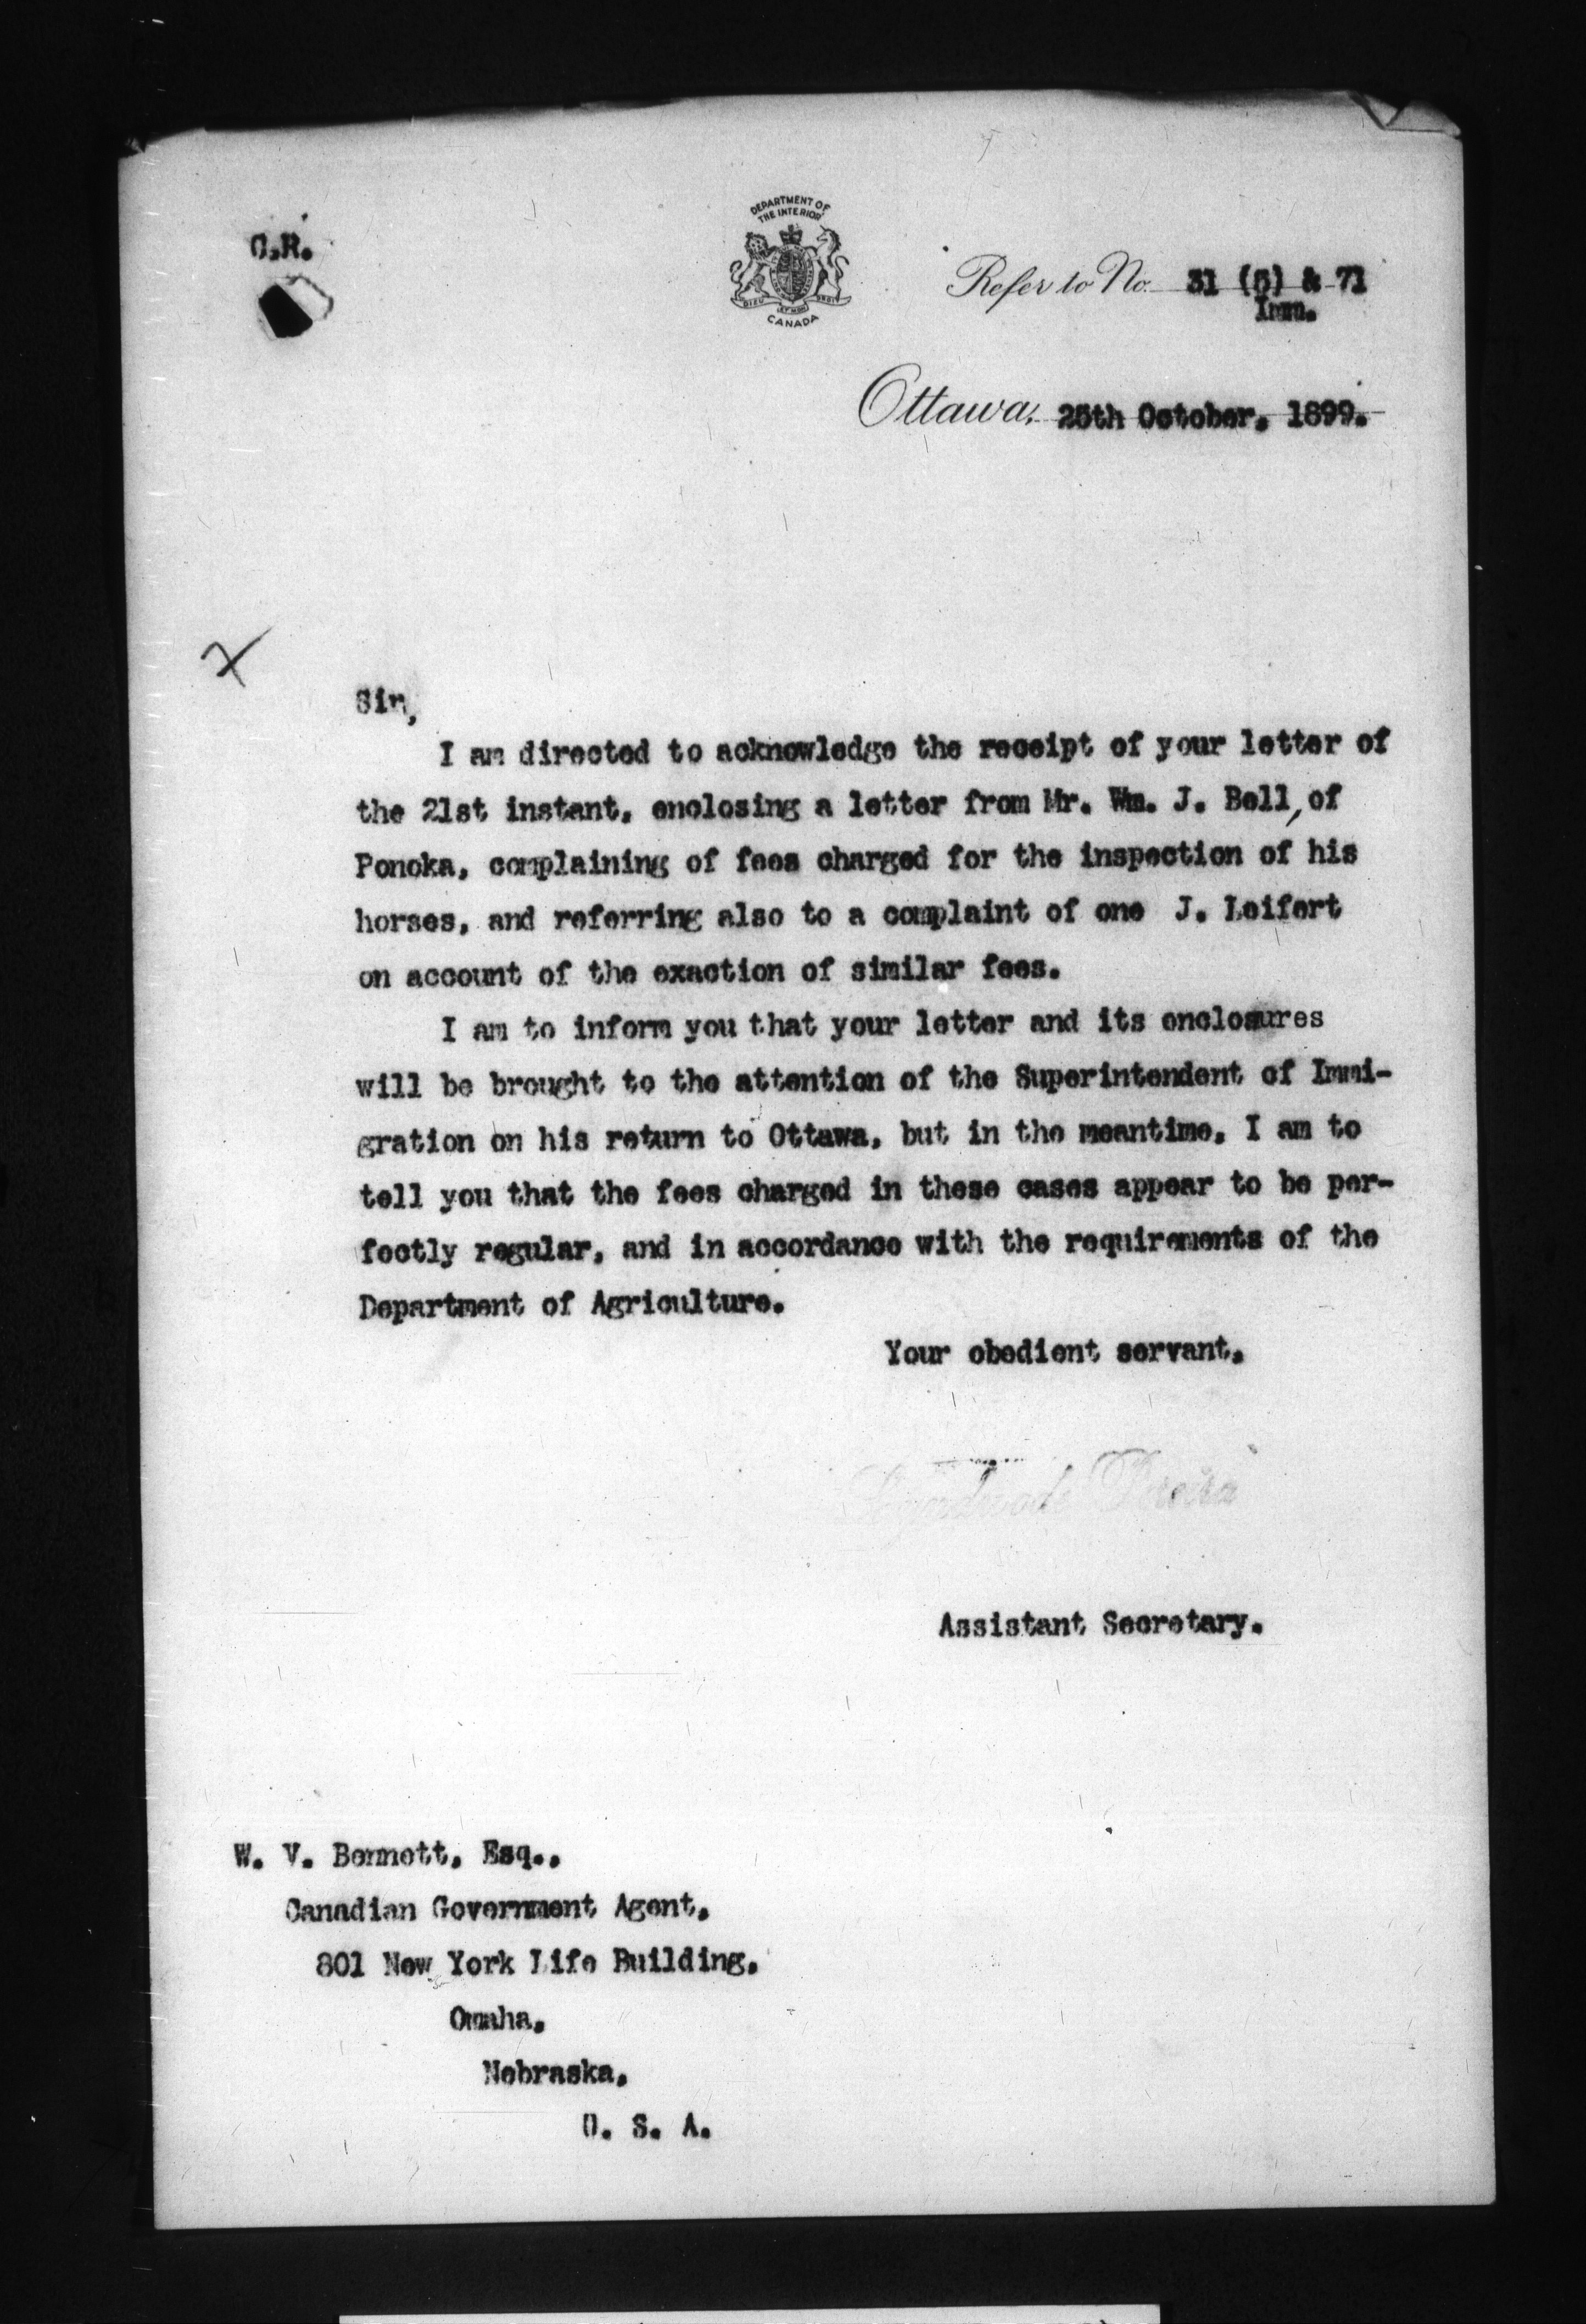 C.R.
DEPARTMENT OF
THE INTERIOR
DIEU ET MON DROIT
CANADA
Refer to No. 31 (5) & 71
Imm.
Ottawa, 25th October, 1899.
Sir,
I am directed to acknowledge the receipt of your letter of
the 21st instant, enclosing a letter from Mr. Wm. J. Bell, of
Ponoka, complaining of fees charged for the inspection of his
horses, and referring also to a complaint of one J. Leifert
on account of the exaction of similar fees.
I am to inform you that your letter and its enclosures
will be brought to the attention of the Superintendent of Immi-
gration on his return to Ottawa, but in the meantime, I am to
tell you that the fees charged in these cases appear to be per-
fectly regular, and in accordance with the requirements of the
Department of Agriculture.
Your obedient servant,
Pereira
Assistant Secretary.
W. V. Bennett, Esq.,
Canadian Government Agent,
801 New York Life Building,
Omaha,
Nebraska,
U. S. A.